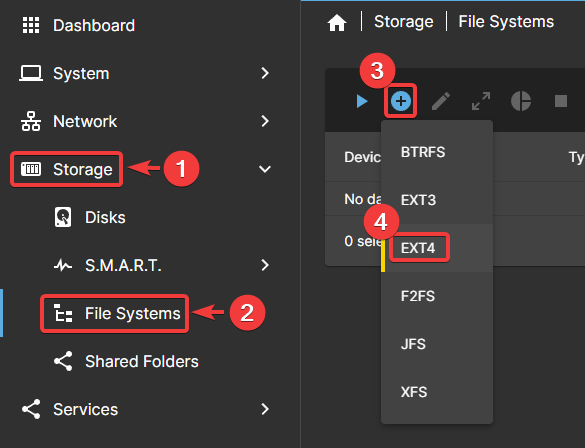 Dashboard
System
Network
Storage
1
Disks
S.M.A.R.T.
File Systems
2
Shared Folders
Services
Storage
File Systems
3
Devic
Ty
No da
0 sele
BTRFS
EXT3
4
EXT4
F2FS
JFS
XFS